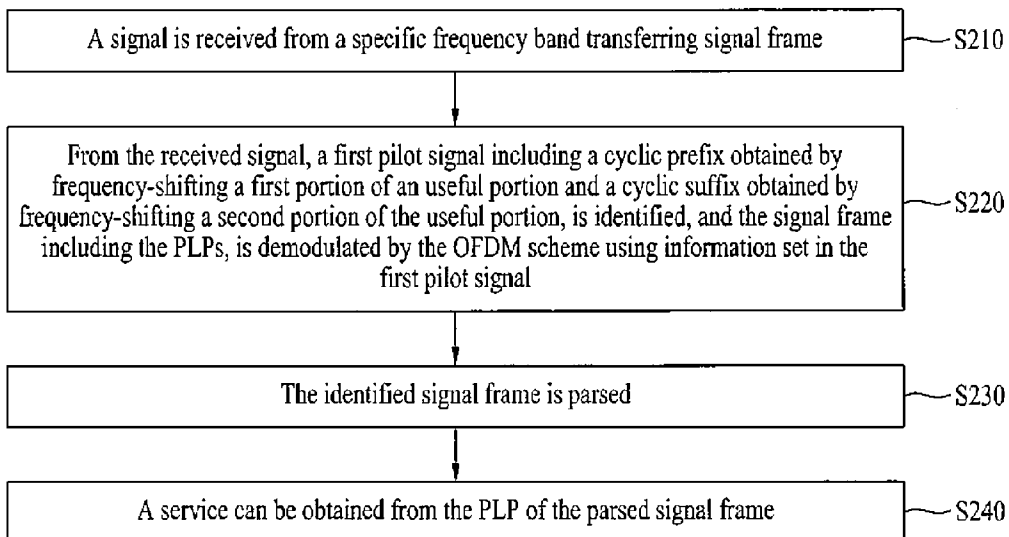 A signal is received from a specific frequency band transferring signal frame
S210
From the received signal, a first pilot signal including a cyclic prefix obtained by
frequency-shifting a first portion of an useful portion and a cyclic suffix obtained by
frequency-shifting a second portion of the useful portion, is identified, and the signal frame
including the PLPs, is demodulated by the OFDM scheme using information set in the
first pilot signal
S220
The identified signal frame is parsed
S230
A service can be obtained from the PLP of the parsed signal frame
S240